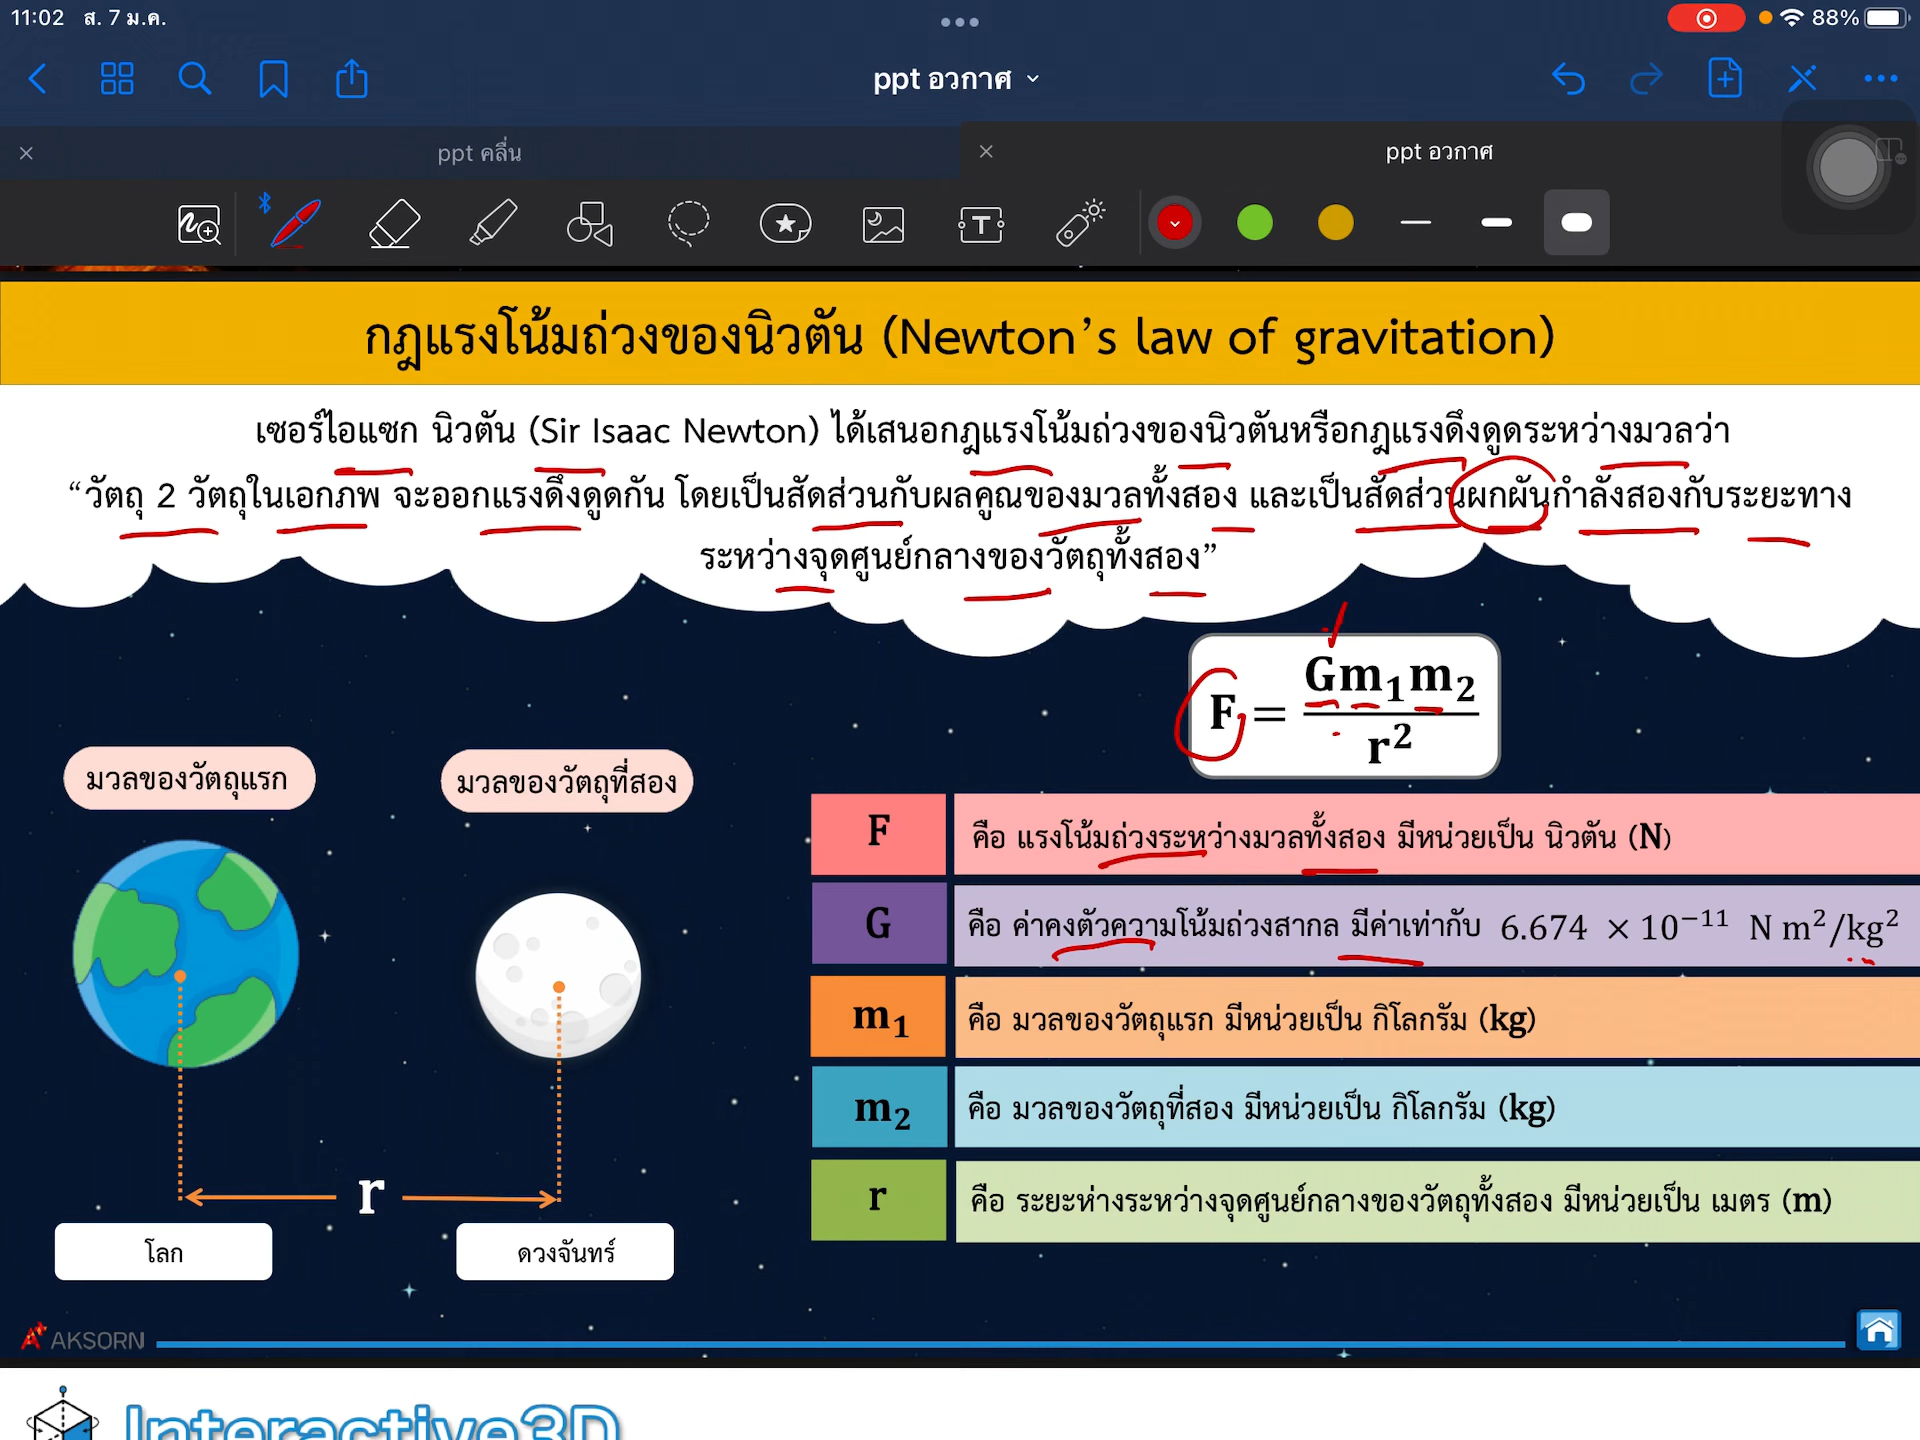 11:02 ส. 7 ม.ค.
88%
ppt อวกาศ
ppt คลื่น
ppt อวกาศ
กฎแรงโน้มถ่วงของนิวตัน (Newton's law of gravitation)
เซอร์ไอแซก นิวตัน (Sir Isaac Newton) ได้เสนอกฎแรงโน้มถ่วงของนิวตันหรือกฎแรงดึงดูดระหว่างมวลว่า
"วัตถุ 2 วัตถุในเอกภพ จะออกแรงดึงดูดกัน โดยเป็นสัดส่วนกับผลคูณของมวลทั้งสอง และเป็นสัดส่วนผกผันกำลังสองกับระยะทาง
ระหว่างจุดศูนย์กลางของวัตถุทั้งสอง"
F = Gm₁m₂ / r²
มวลของวัตถุแรก
มวลของวัตถุที่สอง
r
โลก
ดวงจันทร์
F คือ แรงโน้มถ่วงระหว่างมวลทั้งสอง มีหน่วยเป็น นิวตัน (N)
G คือ ค่าคงตัวความโน้มถ่วงสากล มีค่าเท่ากับ 6.674 × 10⁻¹¹ N m²/kg²
m₁ คือ มวลของวัตถุแรก มีหน่วยเป็น กิโลกรัม (kg)
m₂ คือ มวลของวัตถุที่สอง มีหน่วยเป็น กิโลกรัม (kg)
r คือ ระยะห่างระหว่างจุดศูนย์กลางของวัตถุทั้งสอง มีหน่วยเป็น เมตร (m)
AKSORN
Interactive3D